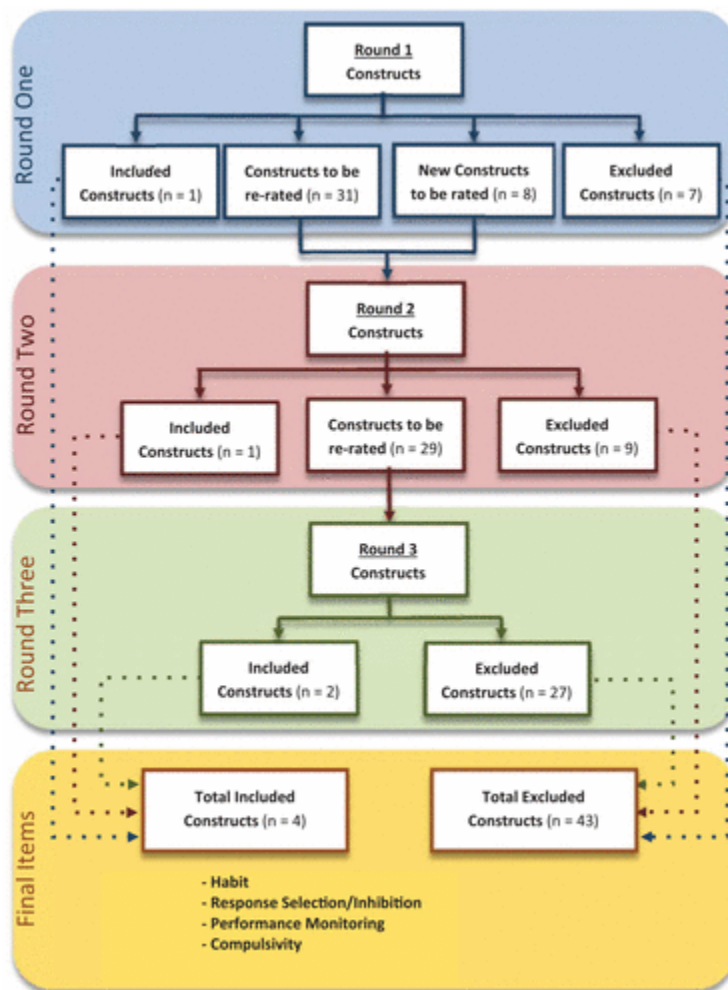 Round One
Round 1
Constructs
Included
Constructs (n = 1)
Constructs to be
re-rated (n = 31)
New Constructs
to be rated (n = 8)
Excluded
Constructs (n = 7)
Round Two
Round 2
Constructs
Included
Constructs (n = 1)
Constructs to be
re-rated (n = 29)
Excluded
Constructs (n = 9)
Round Three
Round 3
Constructs
Included
Constructs (n = 2)
Excluded
Constructs (n = 27)
Final Items
Total Included
Constructs (n = 4)
Total Excluded
Constructs (n = 43)
- Habit
- Response Selection/Inhibition
- Performance Monitoring
- Compulsivity